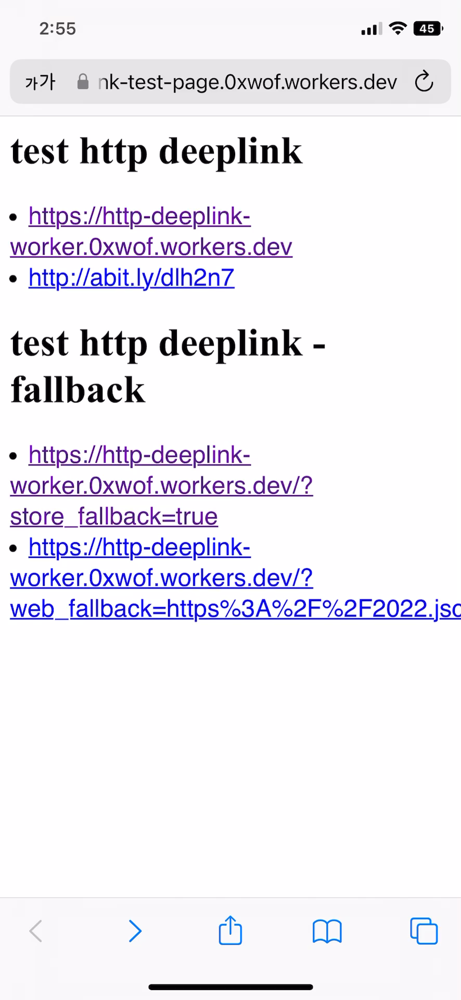 2:55
45
가가 nk-test-page.0xwof.workers.dev
test http deeplink
• https://http-deeplink-
worker.0xwof.workers.dev
• http://abit.ly/dlh2n7
test http deeplink -
fallback
• https://http-deeplink-
worker.0xwof.workers.dev/?
store_fallback=true
• https://http-deeplink-
worker.0xwof.workers.dev/?
web_fallback=https%3A%2F%2F2022.jsc